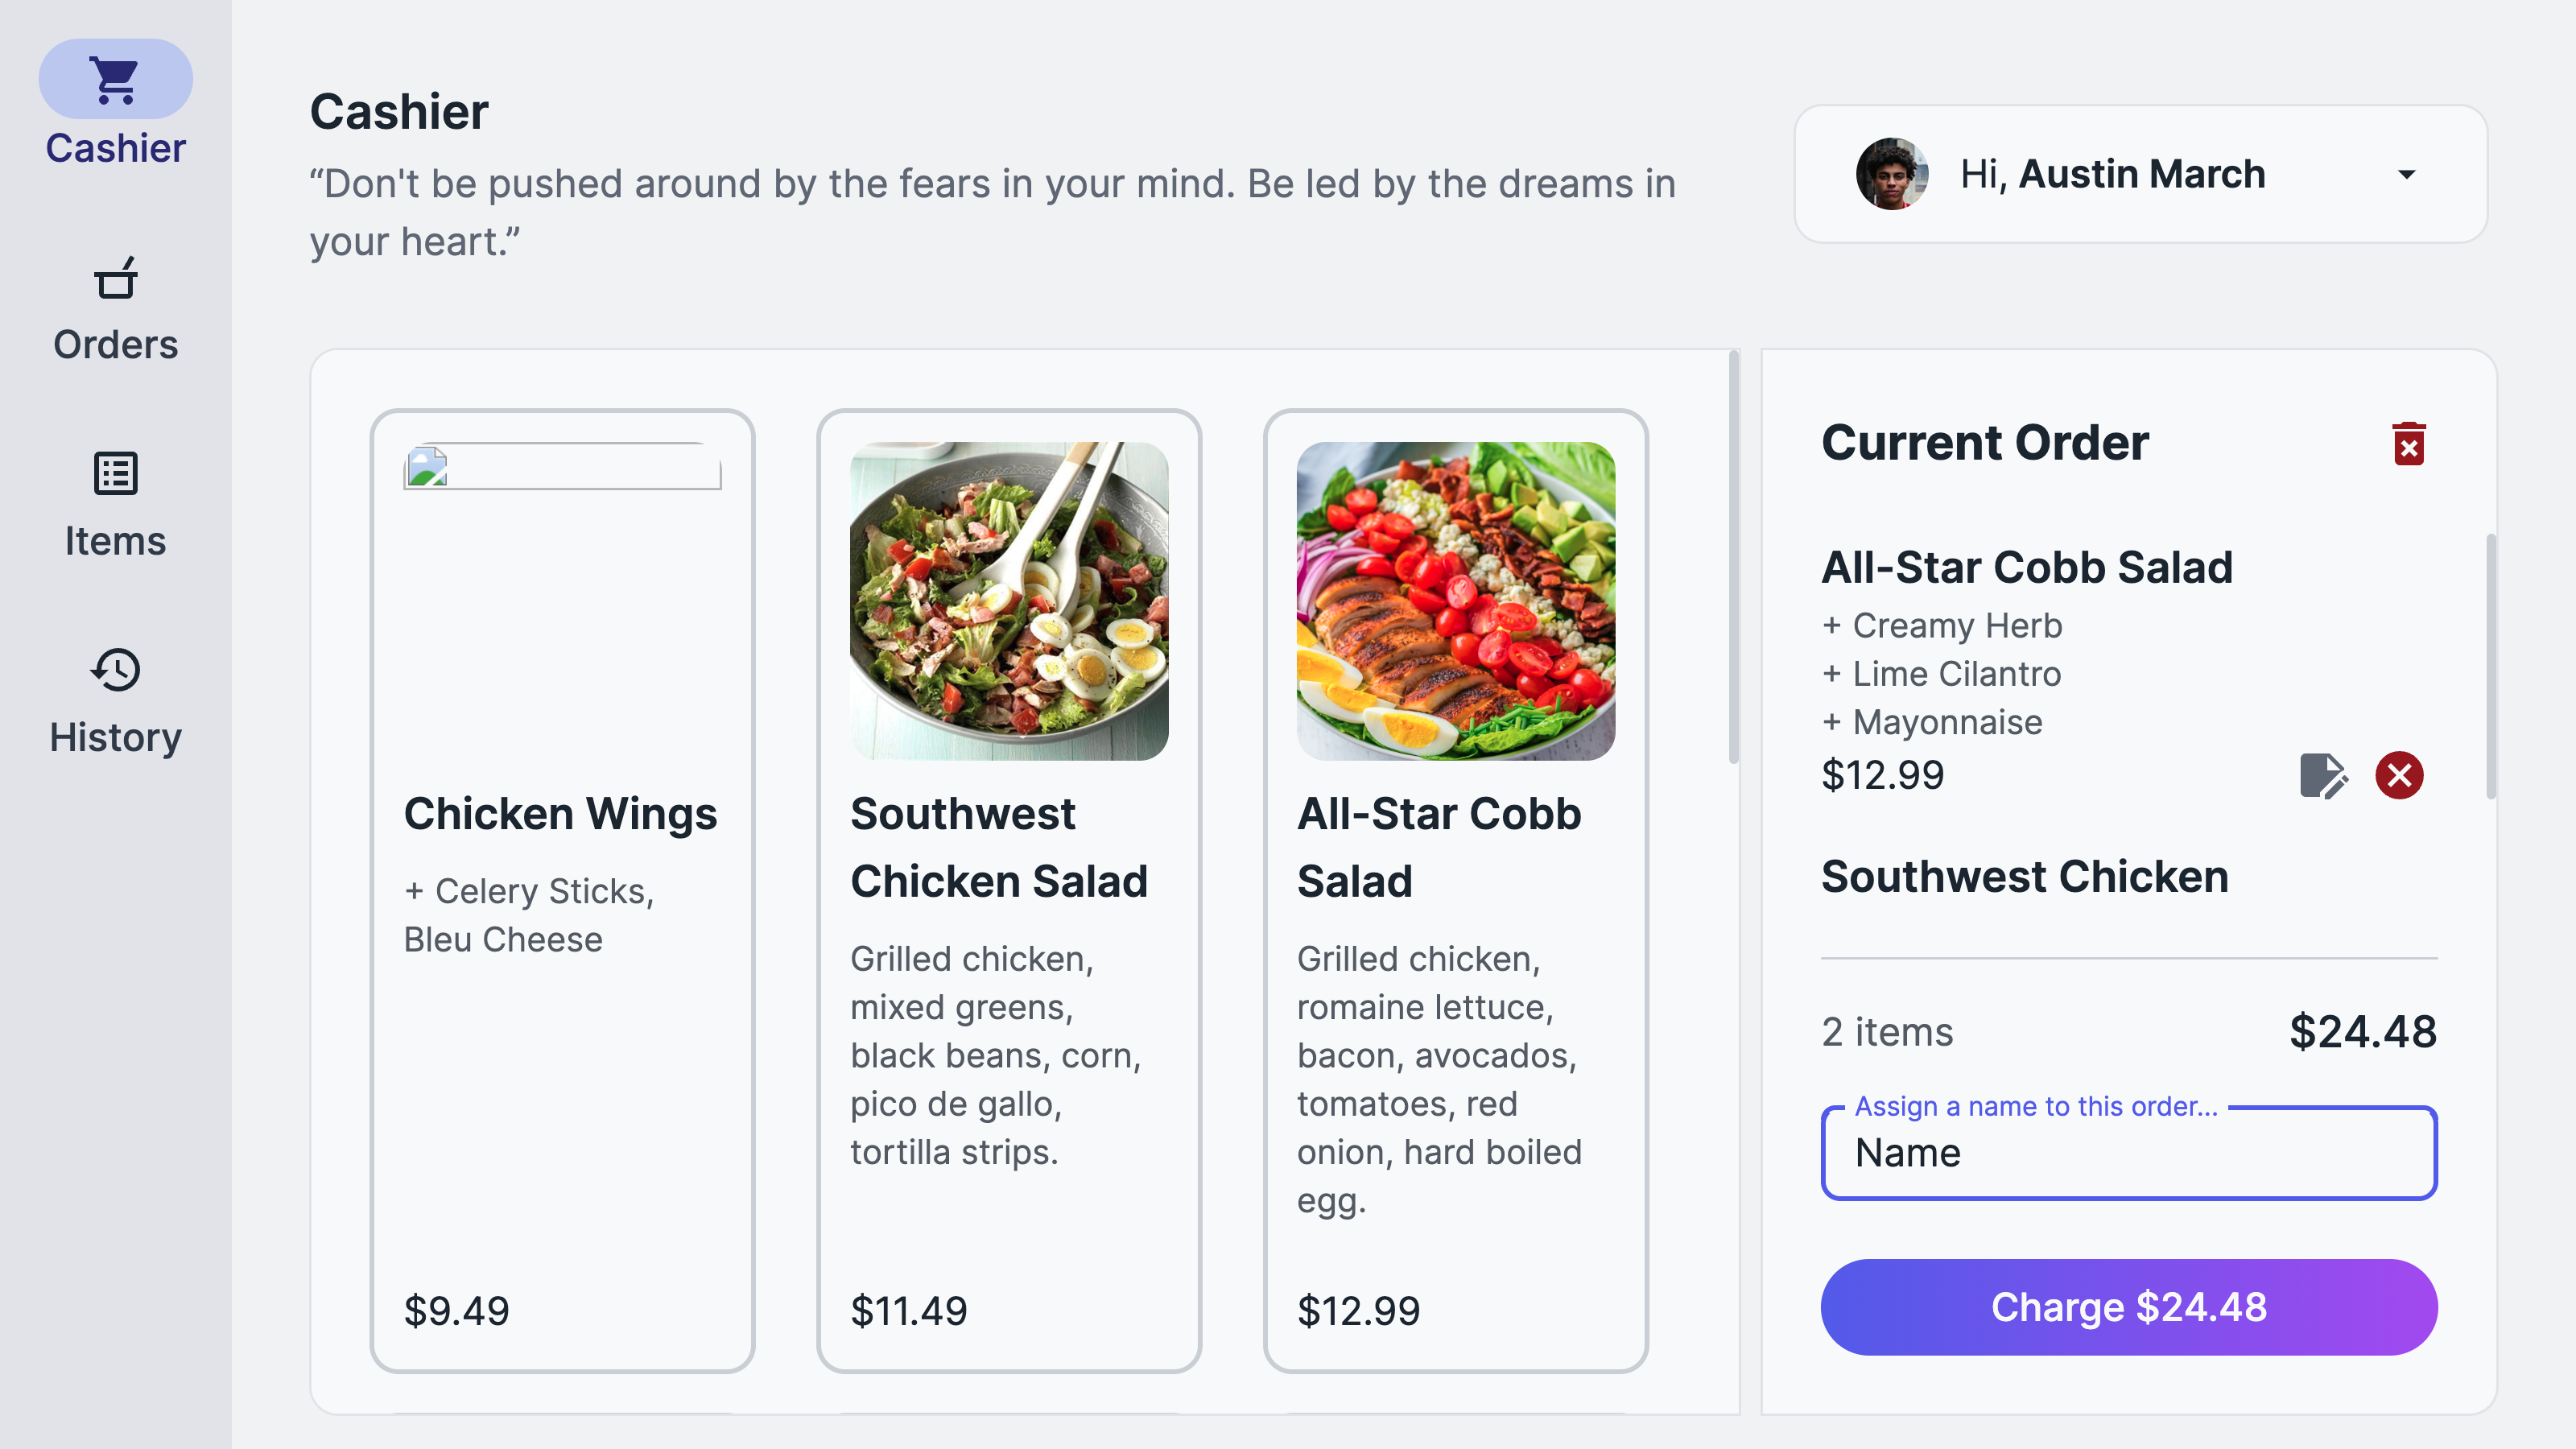 Cashier
Orders
Items
History
Cashier
“Don't be pushed around by the fears in your mind. Be led by the dreams in
your heart.”
Hi, Austin March
Chicken Wings
+ Celery Sticks,
Bleu Cheese
$9.49
Southwest
Chicken Salad
Grilled chicken,
mixed greens,
black beans, corn,
pico de gallo,
tortilla strips.
$11.49
All-Star Cobb
Salad
Grilled chicken,
romaine lettuce,
bacon, avocados,
tomatoes, red
onion, hard boiled
egg.
$12.99
Current Order
All-Star Cobb Salad
+ Creamy Herb
+ Lime Cilantro
+ Mayonnaise
$12.99
Southwest Chicken
2 items
$24.48
Assign a name to this order...
Name
Charge $24.48